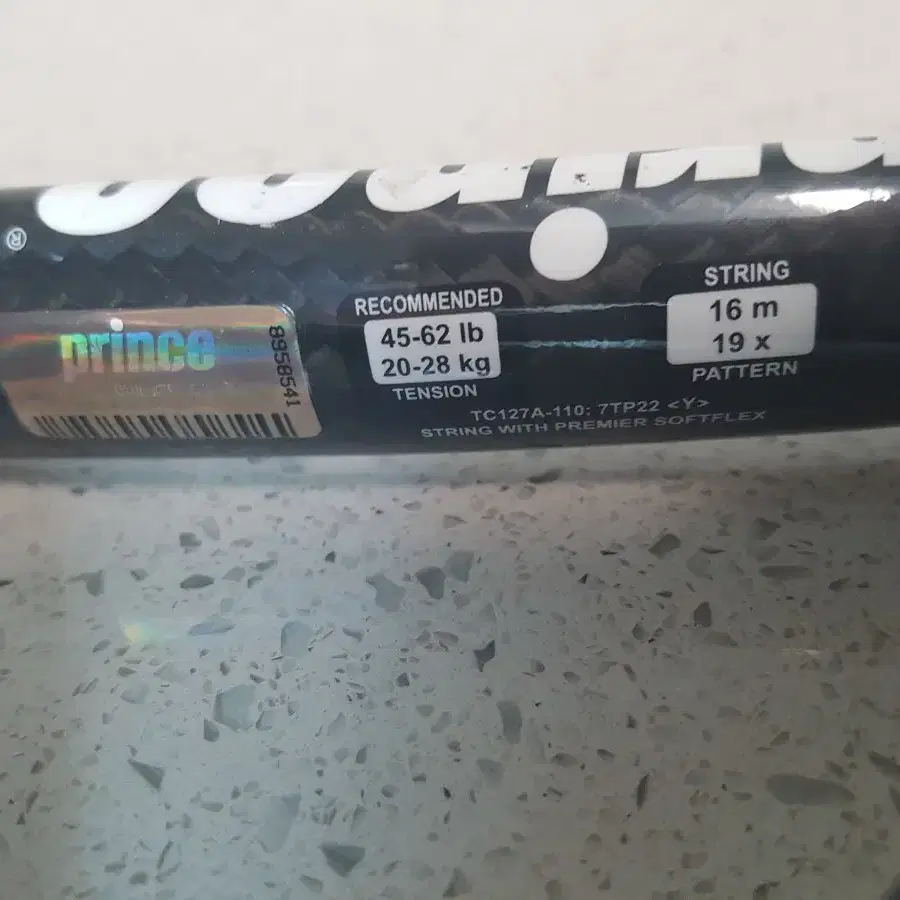 ®
prince
8958541
RECOMMENDED
45-62 lb
20-28 kg
TENSION
STRING
16 m
19 x
PATTERN
TC127A-110: 7TP22 <Y>
STRING WITH PREMIER SOFTFLEX